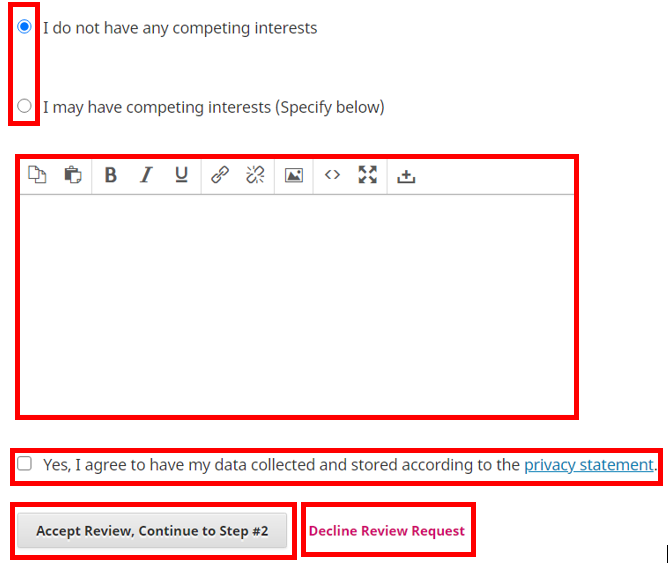 I do not have any competing interests
I may have competing interests (Specify below)
B I U
Yes, I agree to have my data collected and stored according to the privacy statement.
Accept Review, Continue to Step #2 Decline Review Request